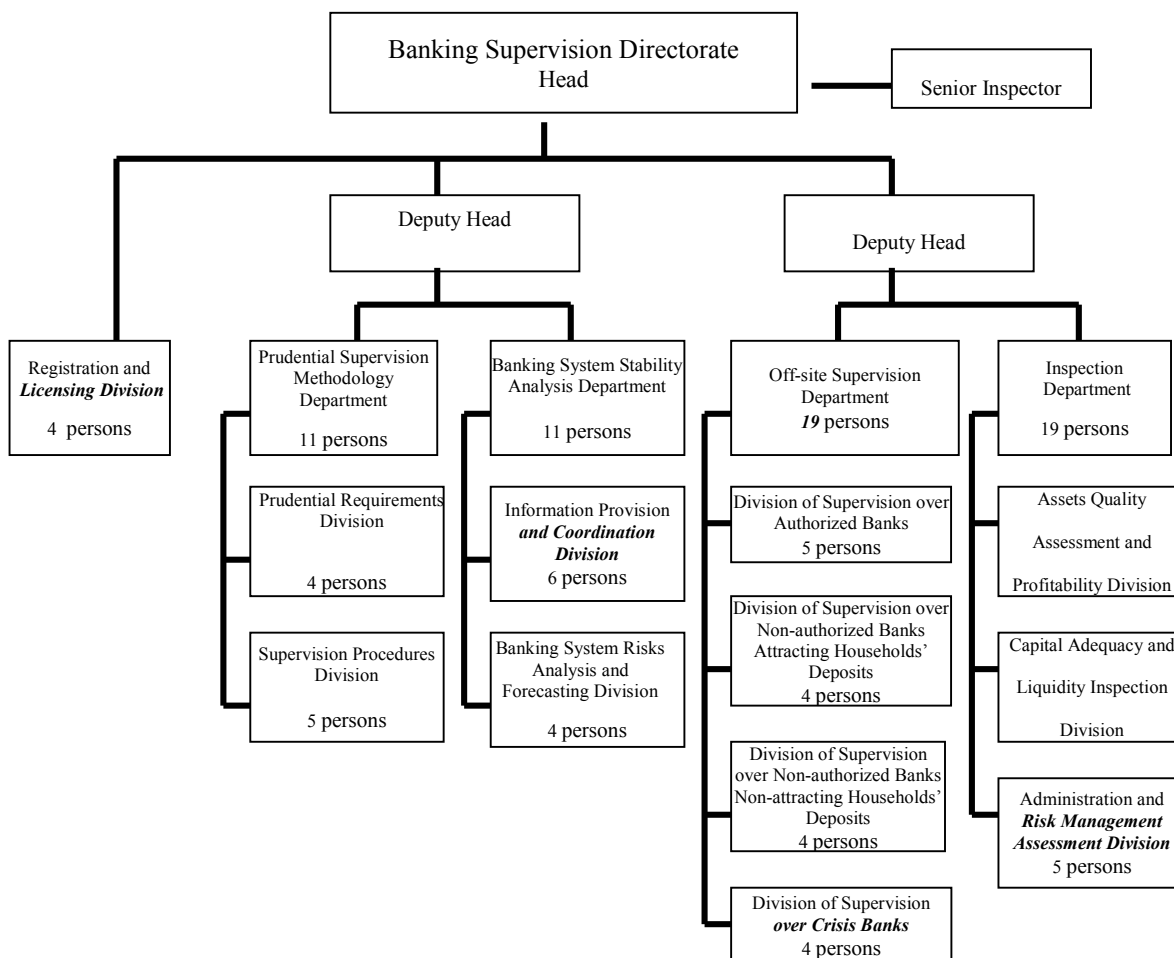 Banking Supervision Directorate
Head
Senior Inspector
Deputy Head
Deputy Head
Registration and
Licensing Division
4 persons
Prudential Supervision
Methodology
Department
11 persons
Banking System Stability
Analysis Department
11 persons
Off-site Supervision
Department
19 persons
Inspection
Department
19 persons
Prudential Requirements
Division
4 persons
Information Provision
and Coordination
Division
6 persons
Division of Supervision over
Authorized Banks
5 persons
Assets Quality
Assessment and
Profitability Division
Supervision Procedures
Division
5 persons
Banking System Risks
Analysis and
Forecasting Division
4 persons
Division of Supervision over
Non-authorized Banks
Attracting Households’
Deposits
4 persons
Capital Adequacy and
Liquidity Inspection
Division
Division of Supervision
over Non-authorized Banks
Non-attracting Households’
Deposits
4 persons
Administration and
Risk Management
Assessment Division
5 persons
Division of Supervision
over Crisis Banks
4 persons